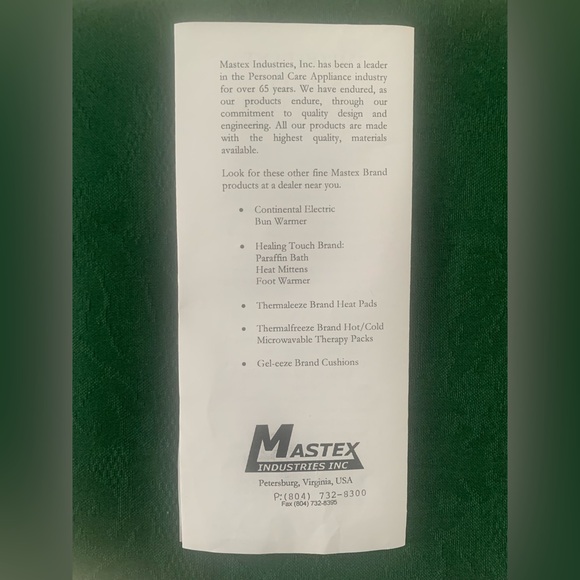 Mastex Industries, Inc. has been a leader
in the Personal Care Appliance industry
for over 65 years. We have endured, as
our products endure, through our
commitment to quality design and
engineering. All our products are made
with the highest quality, materials
available.
Look for these other fine Mastex Brand
products at a dealer near you.
• Continental Electric
Bun Warmer
• Healing Touch Brand:
Paraffin Bath
Heat Mittens
Foot Warmer
• Thermaleeze Brand Heat Pads
• Thermalfreeze Brand Hot/Cold
Microwavable Therapy Packs
• Gel-eeze Brand Cushions
MASTEX
INDUSTRIES INC
Petersburg, Virginia, USA
P:(804) 732-8300
Fax (804) 732-8395